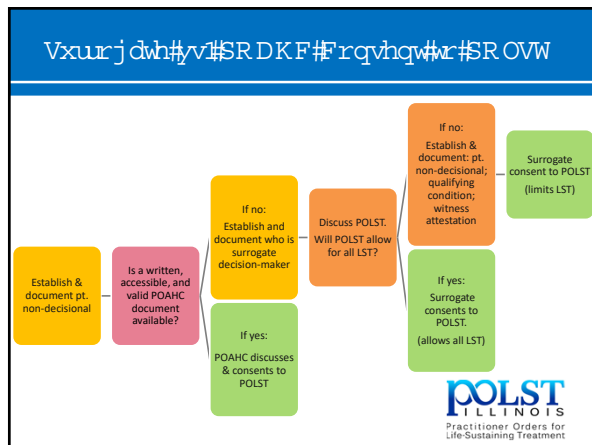 Vxuurjdwh#yv1#SRDKF#Frqvhqw#wr#SROVW
Establish &
document pt.
non-decisional
Is a written,
accessible, and
valid POAHC
document
available?
If no:
Establish and
document who is
surrogate
decision-maker
If yes:
POAHC discusses
& consents to
POLST
Discuss POLST.
Will POLST allow
for all LST?
If no:
Establish &
document: pt.
non-decisional;
qualifying
condition;
witness
attestation
If yes:
Surrogate
consents to
POLST.
(allows all LST)
Surrogate
consent to POLST
(limits LST)
POLST
ILLINOIS
Practitioner Orders for
Life-Sustaining Treatment